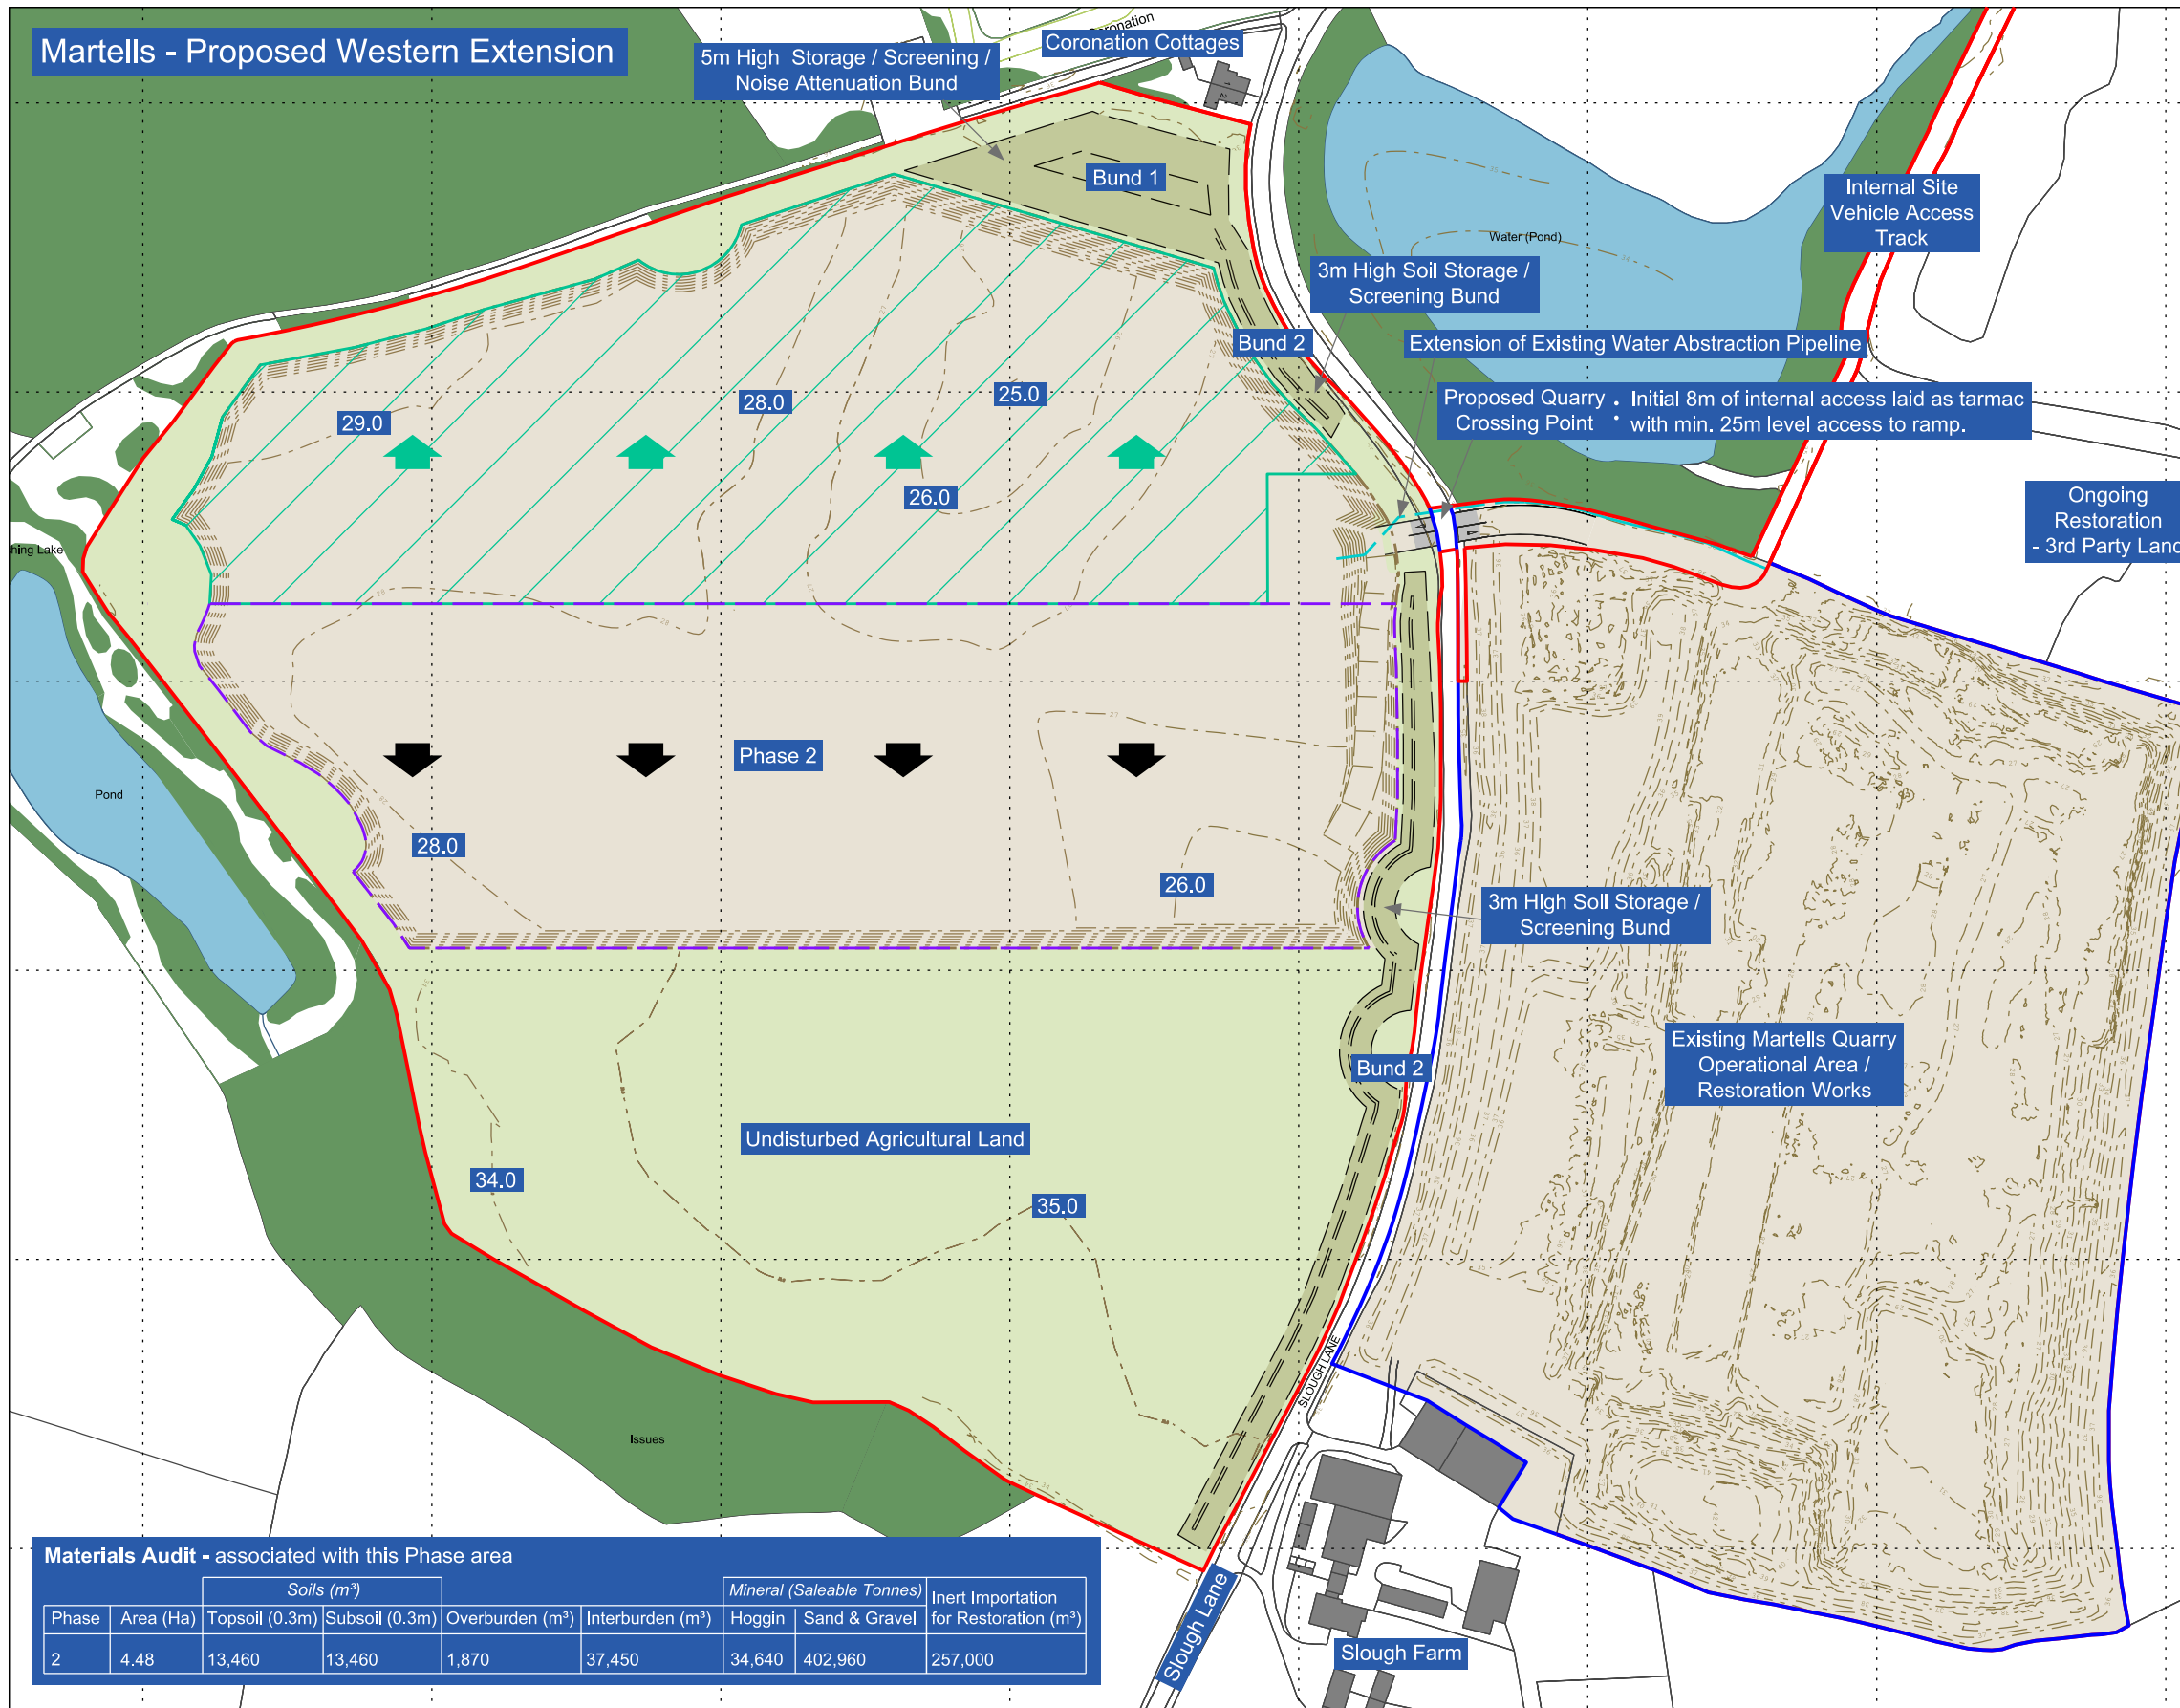 Martells - Proposed Western Extension
5m High Storage / Screening /
Noise Attenuation Bund
Coronation Cottages
Bund 1
Water (Pond)
Internal Site
Vehicle Access
Track
3m High Soil Storage /
Screening Bund
Bund 2
Extension of Existing Water Abstraction Pipeline
Proposed Quarry
Crossing Point
• Initial 8m of internal access laid as tarmac
• with min. 25m level access to ramp.
29.0
28.0
25.0
26.0
Ongoing
Restoration
- 3rd Party Land
hing Lake
Pond
Phase 2
28.0
26.0
3m High Soil Storage /
Screening Bund
Existing Martells Quarry
Operational Area /
Restoration Works
Bund 2
Undisturbed Agricultural Land
34.0
35.0
SLOUGH LANE
Issues
Slough Lane
Slough Farm
Materials Audit - associated with this Phase area
Soils (m³) Mineral (Saleable Tonnes) Inert Importation
Phase Area (Ha) Topsoil (0.3m) Subsoil (0.3m) Overburden (m³) Interburden (m³) Hoggin Sand & Gravel for Restoration (m³)
2 4.48 13,460 13,460 1,870 37,450 34,640 402,960 257,000